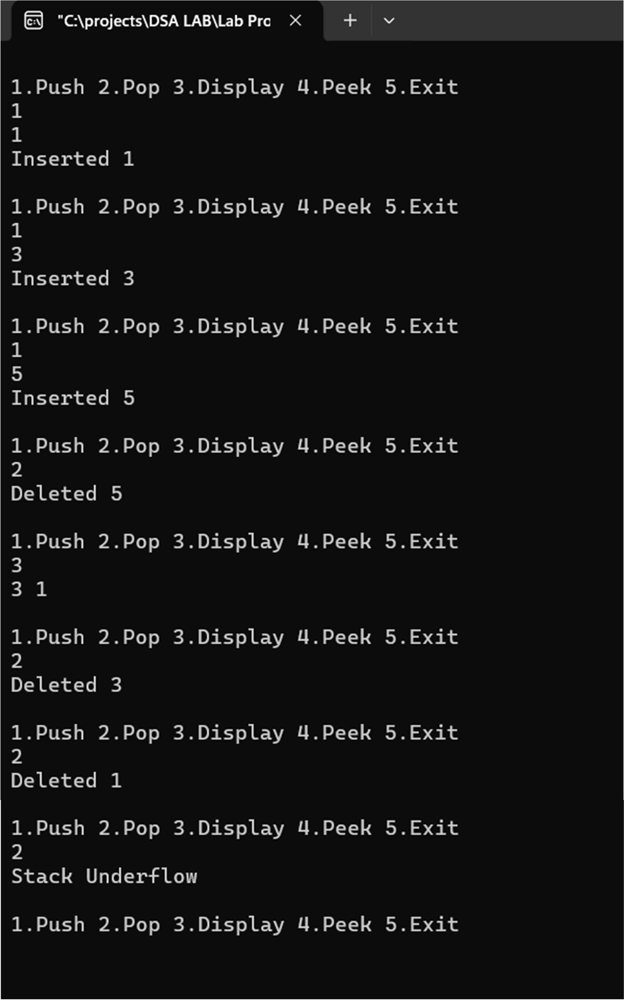 "C:\projects\DSA LAB\Lab Pro
1.Push 2.Pop 3.Display 4.Peek 5.Exit
1
1
Inserted 1
1.Push 2.Pop 3.Display 4.Peek 5.Exit
1
3
Inserted 3
1.Push 2.Pop 3.Display 4.Peek 5.Exit
1
5
Inserted 5
1.Push 2.Pop 3.Display 4.Peek 5.Exit
2
Deleted 5
1.Push 2.Pop 3.Display 4.Peek 5.Exit
3
3 1
1.Push 2.Pop 3.Display 4.Peek 5.Exit
2
Deleted 3
1.Push 2.Pop 3.Display 4.Peek 5.Exit
2
Deleted 1
1.Push 2.Pop 3.Display 4.Peek 5.Exit
2
Stack Underflow
1.Push 2.Pop 3.Display 4.Peek 5.Exit